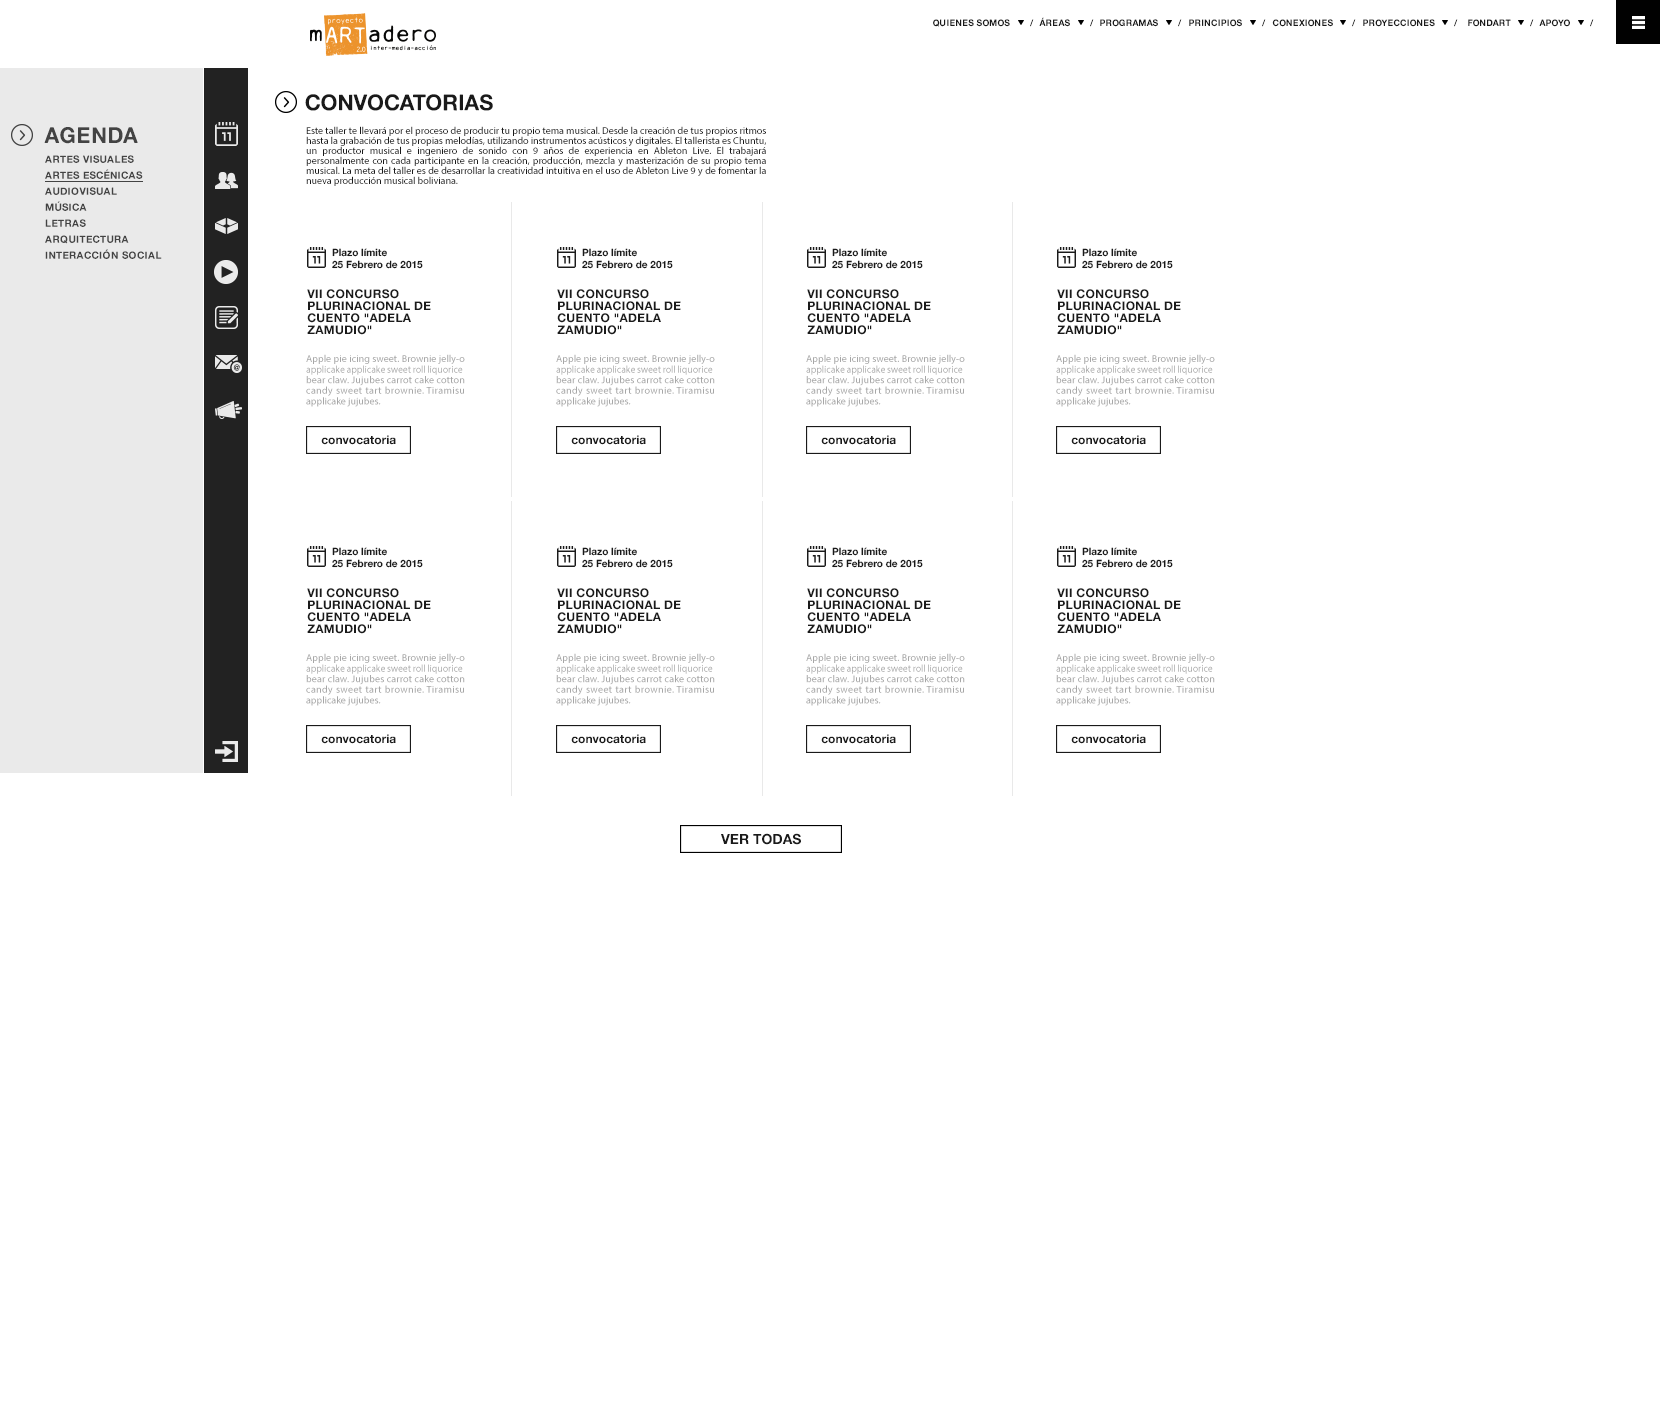 proyecto
mARTadero
2.0
inter-media-acción
QUIENES SOMOS ▼ / ÁREAS ▼ / PROGRAMAS ▼ / PRINCIPIOS ▼ / CONEXIONES ▼ / PROYECCIONES ▼ / FONDART ▼ / APOYO ▼ /
AGENDA
ARTES VISUALES
ARTES ESCÉNICAS
AUDIOVISUAL
MÚSICA
LETRAS
ARQUITECTURA
INTERACCIÓN SOCIAL
11
CONVOCATORIAS
Este taller te llevará por el proceso de producir tu propio tema musical. Desde la creación de tus propios ritmos
hasta la grabación de tus propias melodías, utilizando instrumentos acústicos y digitales. El tallerista es Chuntu,
un productor musical e ingeniero de sonido con 9 años de experiencia en Ableton Live. El trabajará
personalmente con cada participante en la creación, producción, mezcla y masterización de su propio tema
musical. La meta del taller es de desarrollar la creatividad intuitiva en el uso de Ableton Live 9 y de fomentar la
nueva producción musical boliviana.
11
Plazo límite
25 Febrero de 2015
VII CONCURSO
PLURINACIONAL DE
CUENTO "ADELA
ZAMUDIO"
Apple pie icing sweet. Brownie jelly-o
applicake applicake sweet roll liquorice
bear claw. Jujubes carrot cake cotton
candy sweet tart brownie. Tiramisu
applicake jujubes.
convocatoria
11
Plazo límite
25 Febrero de 2015
VII CONCURSO
PLURINACIONAL DE
CUENTO "ADELA
ZAMUDIO"
Apple pie icing sweet. Brownie jelly-o
applicake applicake sweet roll liquorice
bear claw. Jujubes carrot cake cotton
candy sweet tart brownie. Tiramisu
applicake jujubes.
convocatoria
11
Plazo límite
25 Febrero de 2015
VII CONCURSO
PLURINACIONAL DE
CUENTO "ADELA
ZAMUDIO"
Apple pie icing sweet. Brownie jelly-o
applicake applicake sweet roll liquorice
bear claw. Jujubes carrot cake cotton
candy sweet tart brownie. Tiramisu
applicake jujubes.
convocatoria
11
Plazo límite
25 Febrero de 2015
VII CONCURSO
PLURINACIONAL DE
CUENTO "ADELA
ZAMUDIO"
Apple pie icing sweet. Brownie jelly-o
applicake applicake sweet roll liquorice
bear claw. Jujubes carrot cake cotton
candy sweet tart brownie. Tiramisu
applicake jujubes.
convocatoria
11
Plazo límite
25 Febrero de 2015
VII CONCURSO
PLURINACIONAL DE
CUENTO "ADELA
ZAMUDIO"
Apple pie icing sweet. Brownie jelly-o
applicake applicake sweet roll liquorice
bear claw. Jujubes carrot cake cotton
candy sweet tart brownie. Tiramisu
applicake jujubes.
convocatoria
11
Plazo límite
25 Febrero de 2015
VII CONCURSO
PLURINACIONAL DE
CUENTO "ADELA
ZAMUDIO"
Apple pie icing sweet. Brownie jelly-o
applicake applicake sweet roll liquorice
bear claw. Jujubes carrot cake cotton
candy sweet tart brownie. Tiramisu
applicake jujubes.
convocatoria
11
Plazo límite
25 Febrero de 2015
VII CONCURSO
PLURINACIONAL DE
CUENTO "ADELA
ZAMUDIO"
Apple pie icing sweet. Brownie jelly-o
applicake applicake sweet roll liquorice
bear claw. Jujubes carrot cake cotton
candy sweet tart brownie. Tiramisu
applicake jujubes.
convocatoria
11
Plazo límite
25 Febrero de 2015
VII CONCURSO
PLURINACIONAL DE
CUENTO "ADELA
ZAMUDIO"
Apple pie icing sweet. Brownie jelly-o
applicake applicake sweet roll liquorice
bear claw. Jujubes carrot cake cotton
candy sweet tart brownie. Tiramisu
applicake jujubes.
convocatoria
VER TODAS